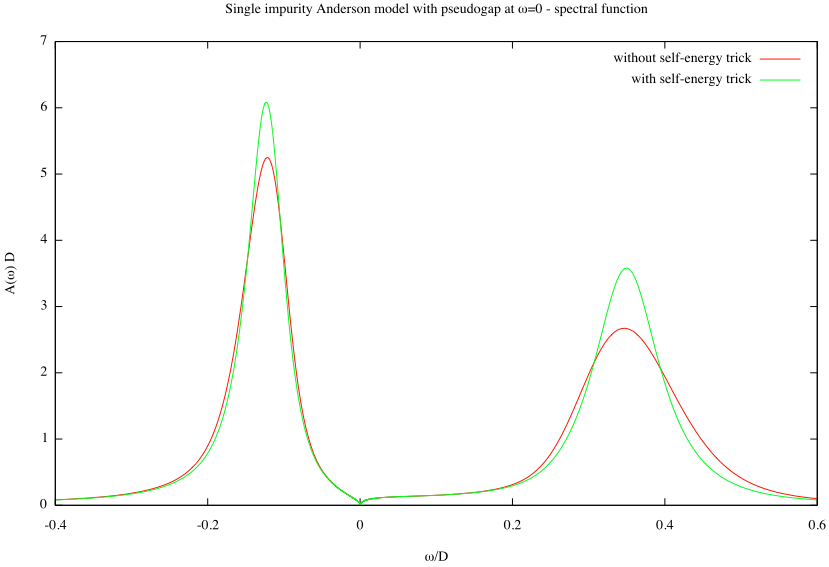 Single impurity Anderson model with pseudogap at ω=0 - spectral function
7
without self-energy trick
with self-energy trick
6
5
4
A(ω) D
3
2
1
0
-0.4
-0.2
0
0.2
0.4
0.6
ω/D